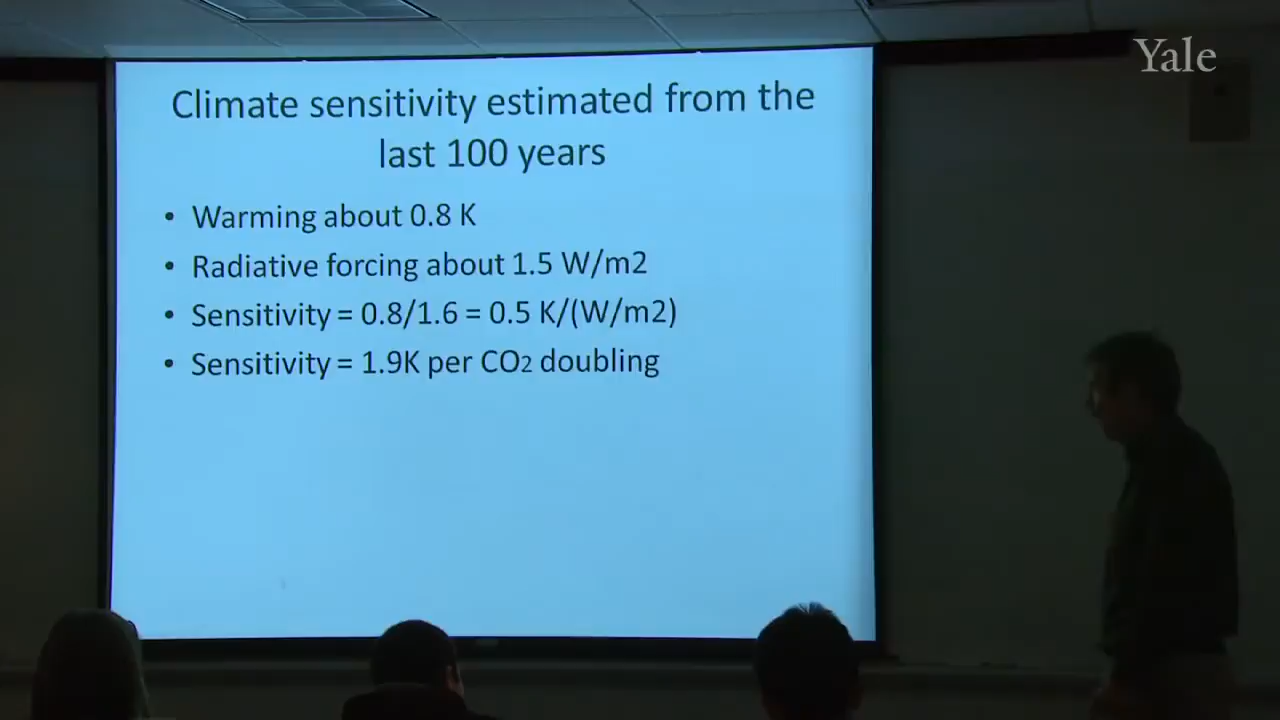 Yale
Climate sensitivity estimated from the
last 100 years
• Warming about 0.8 K
• Radiative forcing about 1.5 W/m2
• Sensitivity = 0.8/1.6 = 0.5 K/(W/m2)
• Sensitivity = 1.9K per CO2 doubling